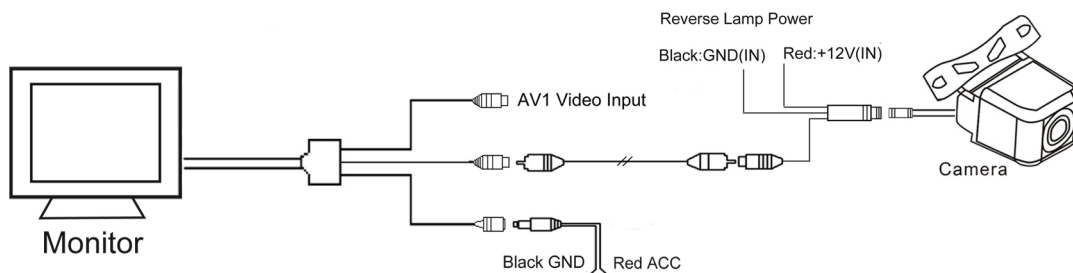 Reverse Lamp Power
Black:GND(IN) Red:+12V(IN)
AV1 Video Input
Camera
Monitor
Black GND Red ACC